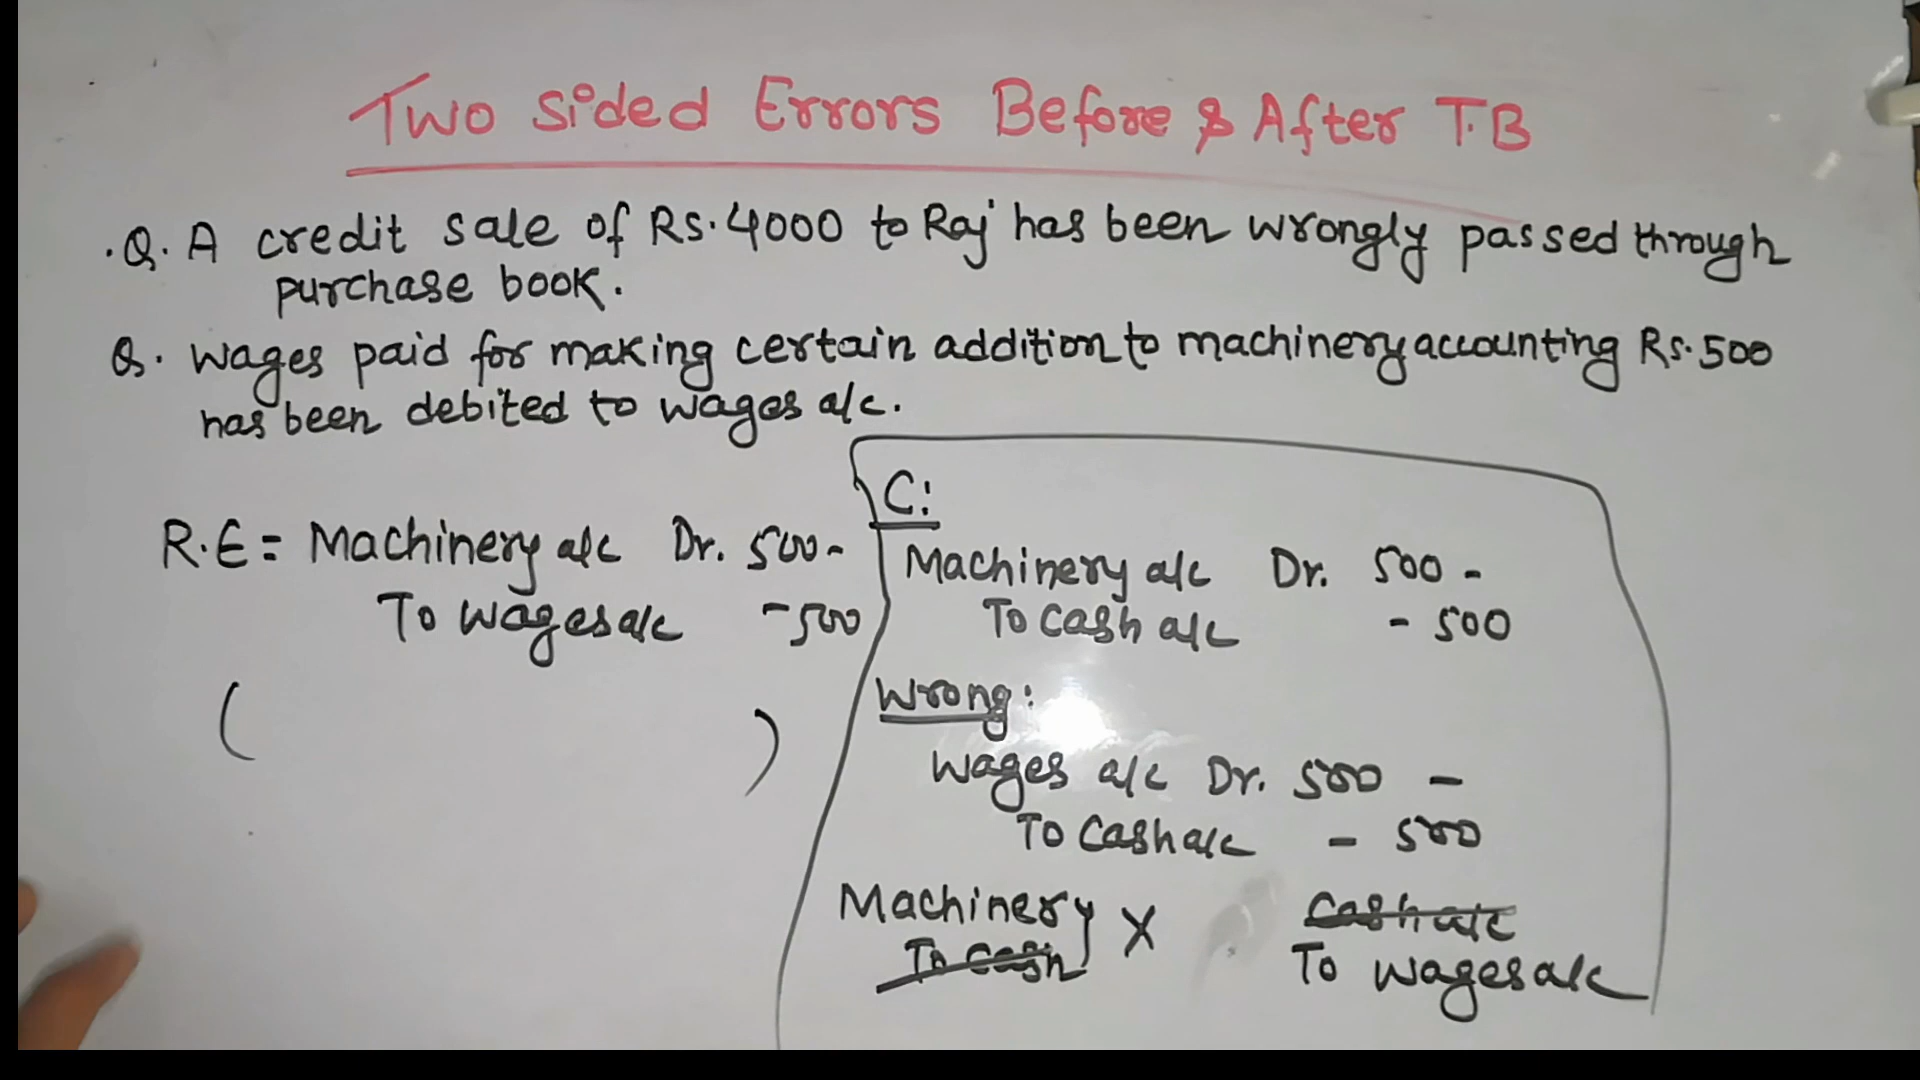 Two Sided Errors Before & After T.B
.Q. A credit sale of Rs.4000 to Raj has been wrongly passed through
purchase book.
Q. Wages paid for making certain addition to machinery accounting Rs.500
has been debited to wages a/c.
R.E = Machinery a/c Dr. 500-
To Wages a/c -500
( )
C:
Machinery a/c Dr. 500 -
To Cash a/c - 500
Wrong:
Wages a/c Dr. 500 -
To Cash a/c - 500
Machinery X Cash a/c
To Cash To Wages a/c